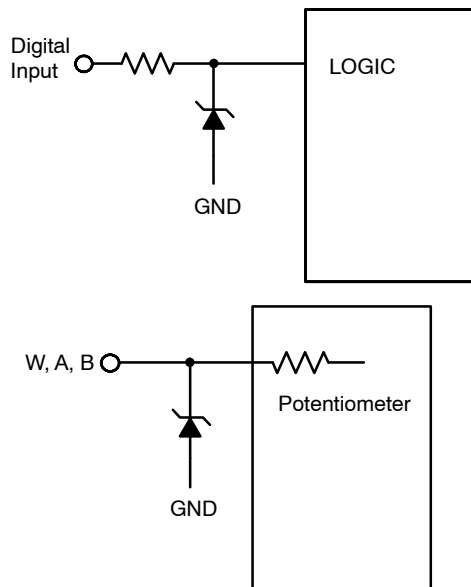 Digital
Input
LOGIC
GND
W, A, B
Potentiometer
GND